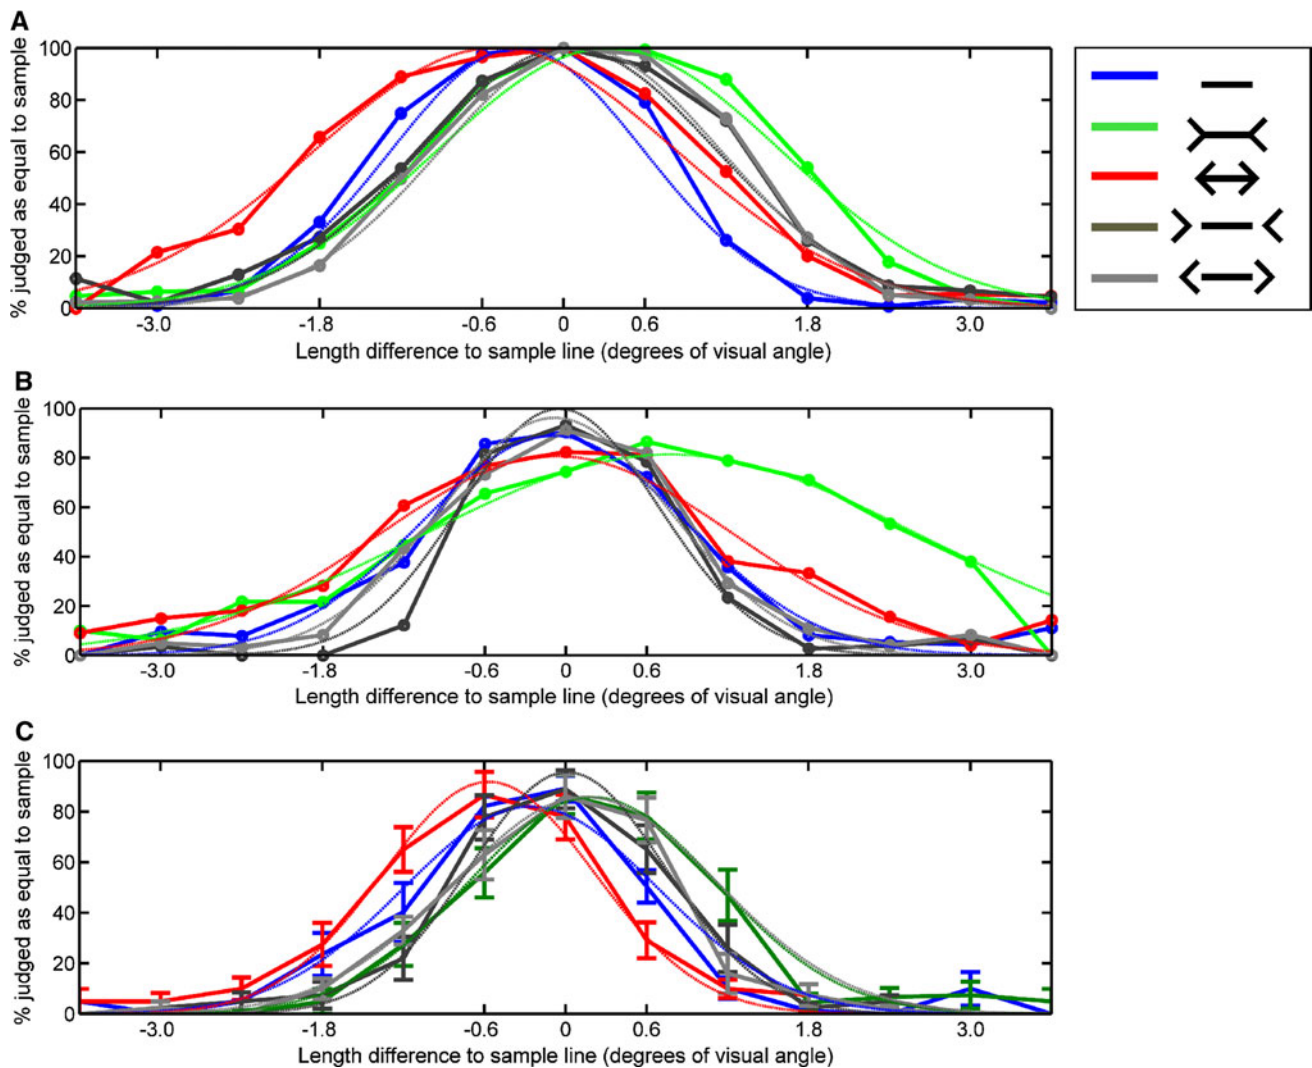 A
% judged as equal to sample
100
80
60
40
20
0
-3.0 -1.8 -0.6 0 0.6 1.8 3.0
Length difference to sample line (degrees of visual angle)
B
% judged as equal to sample
100
80
60
40
20
0
-3.0 -1.8 -0.6 0 0.6 1.8 3.0
Length difference to sample line (degrees of visual angle)
C
% judged as equal to sample
100
80
60
40
20
0
-3.0 -1.8 -0.6 0 0.6 1.8 3.0
Length difference to sample line (degrees of visual angle)